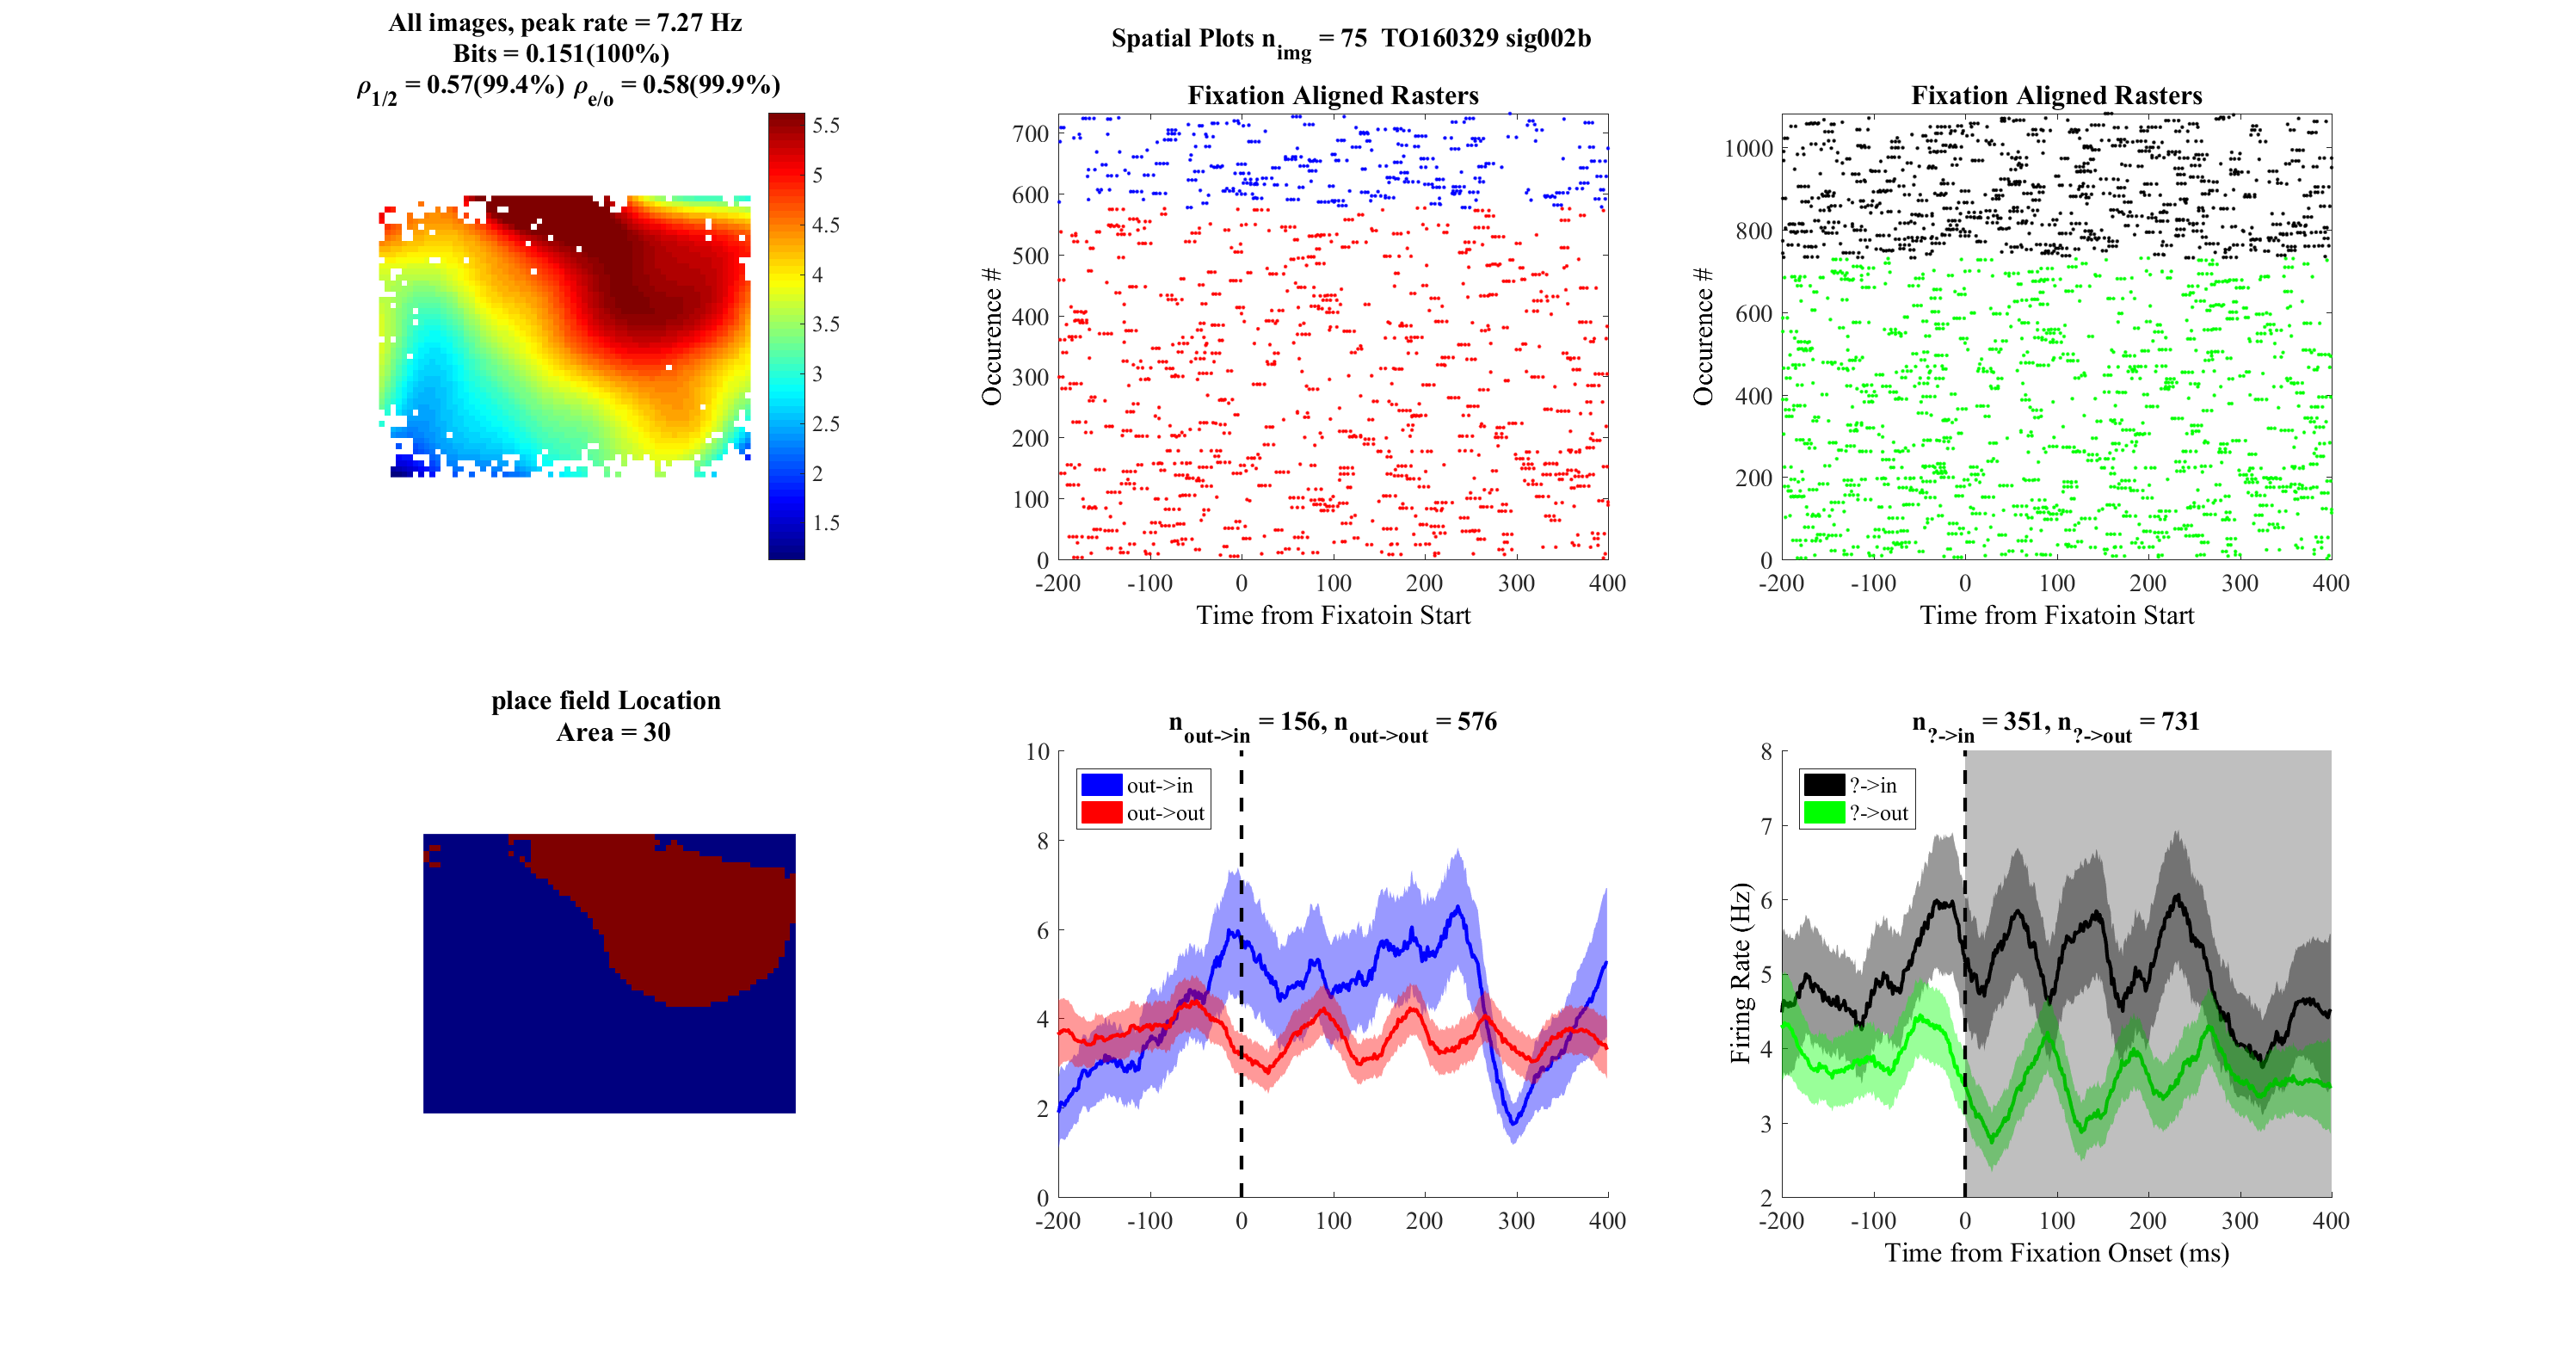 All images, peak rate = 7.27 Hz
Bits = 0.151(100%)
ρ1/2 = 0.57(99.4%) ρe/o = 0.58(99.9%)
5.5
5
4.5
4
3.5
3
2.5
2
1.5
Spatial Plots nimg = 75 TO160329 sig002b
Fixation Aligned Rasters
700
600
500
400
300
200
100
0
Occurence #
-200 -100 0 100 200 300 400
Time from Fixatoin Start
Fixation Aligned Rasters
1000
800
600
400
200
0
Occurence #
-200 -100 0 100 200 300 400
Time from Fixatoin Start
place field Location
Area = 30
nout->in = 156, nout->out = 576
10
8
6
4
2
0
out->in
out->out
-200 -100 0 100 200 300 400
n?->in = 351, n?->out = 731
8
7
6
5
4
3
2
Firing Rate (Hz)
?->in
?->out
-200 -100 0 100 200 300 400
Time from Fixation Onset (ms)